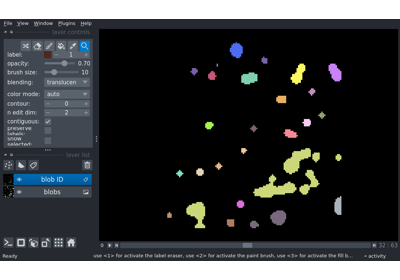 File View Plugins Window Help
layer controls
label: 1
opacity: 0.70
brush size: 10
blending: translucen
color mode: auto
contour: 0
n edit dim: 2
contiguous:
preserve labels:
show selected:
layer list
blob ID
blobs
32 63
Ready
use <1> for activate the label eraser, use <2> for activate the paint brush, use <3> for activate the fill b...
activity